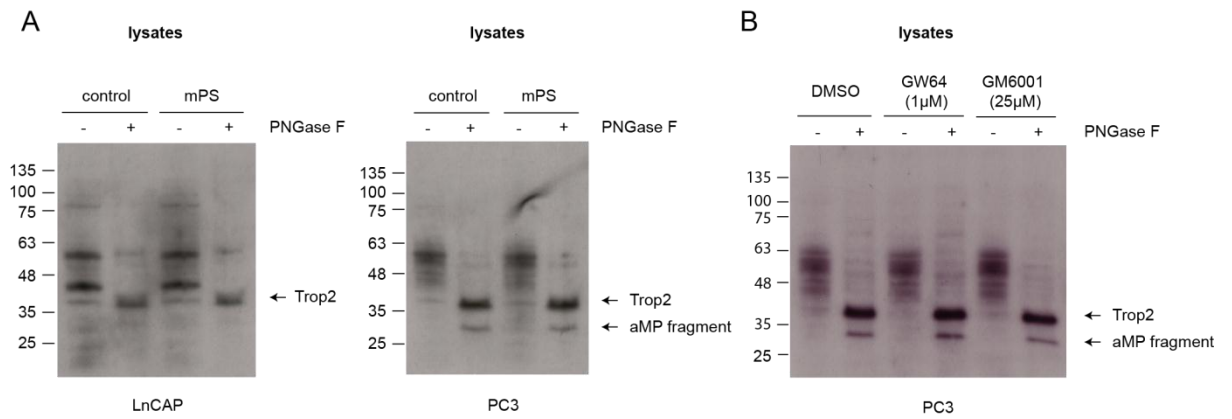 A
lysates
control mPS
- + - + PNGase F
135
100
75
63
48
35
25
← Trop2
LnCAP
lysates
control mPS
- + - +
135
100
75
63
48
35
25
← Trop2
← aMP fragment
PC3
B
lysates
DMSO GW64 GM6001
(1µM) (25µM)
- + - + - + PNGase F
135
100
75
63
48
35
25
← Trop2
← aMP fragment
PC3